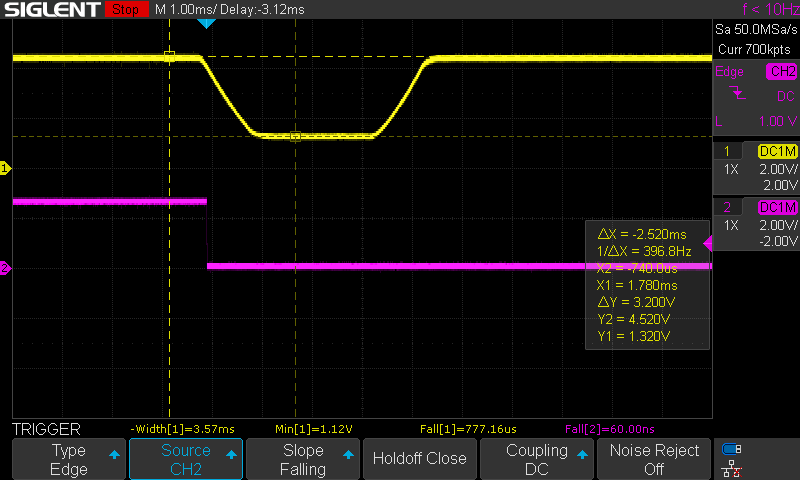 SIGLENT Stop M 1.00ms/ Delay:-3.12ms f < 10Hz
Sa 50.0MSa/s
Curr 700kpts
Edge CH2
DC
L 1.00 V
1 DC1M
1X 2.00V/
2.00V
2 DC1M
1X 2.00V/
-2.00V
1
2
ΔX = -2.520ms
1/ΔX = 396.8Hz
X2 = -740.0us
X1 = 1.780ms
ΔY = 3.200V
Y2 = 4.520V
Y1 = 1.320V
TRIGGER -Width[1]=3.57ms Min[1]=1.12V Fall[1]=777.16us Fall[2]=60.00ns
Type Source Slope Holdoff Close Coupling Noise Reject
Edge CH2 Falling DC Off